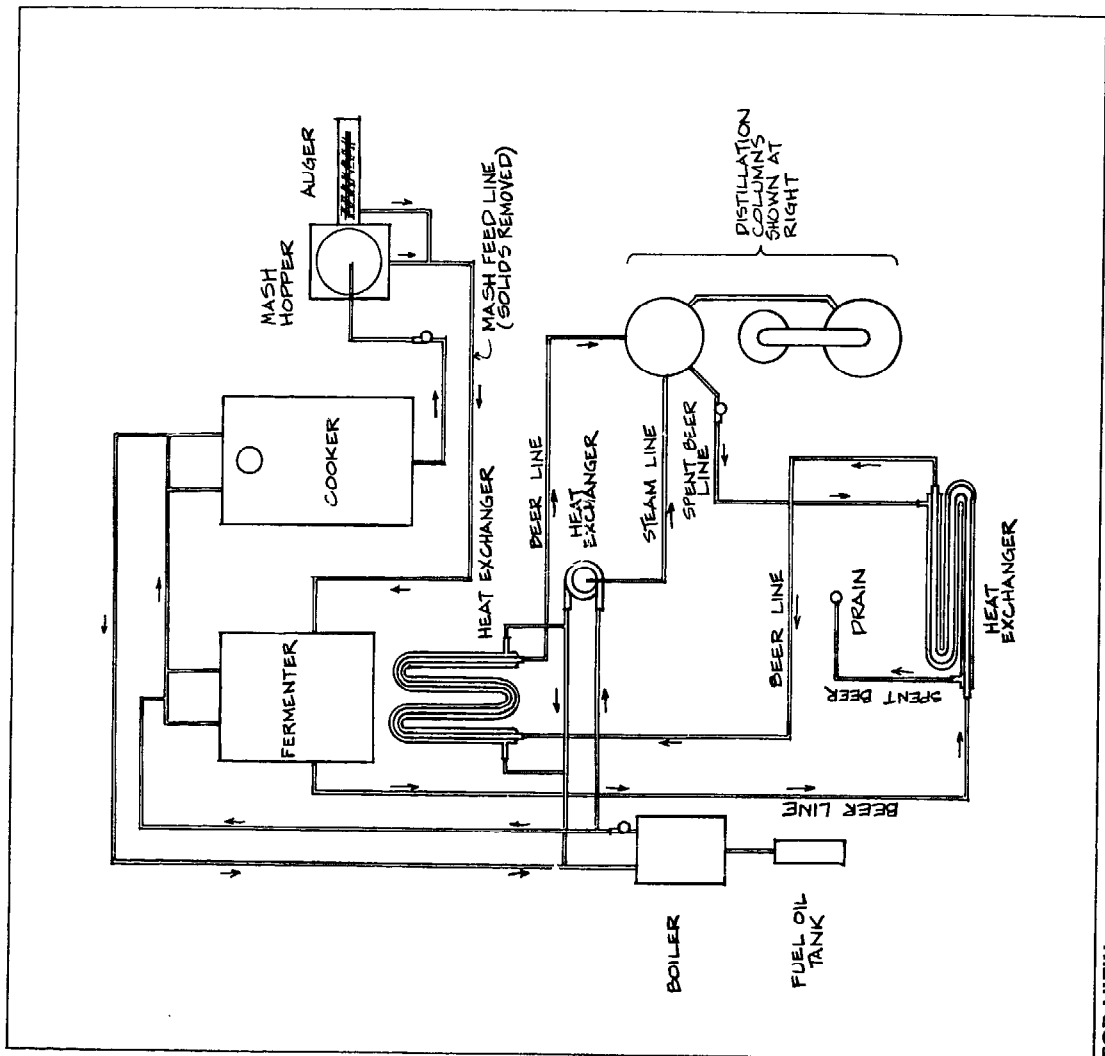 AUGER
MASH
HOPPER
MASH FEED LINE
(SOLIDS REMOVED)
COOKER
DISTILLATION
COLUMNS
SHOWN AT
RIGHT
HEAT EXCHANGER
BEER LINE
HEAT
EXCHANGER
STEAM LINE
SPENT BEER
LINE
FERMENTER
BEER LINE
DRAIN
SPENT BEER
HEAT
EXCHANGER
BEER LINE
BOILER
FUEL OIL
TANK